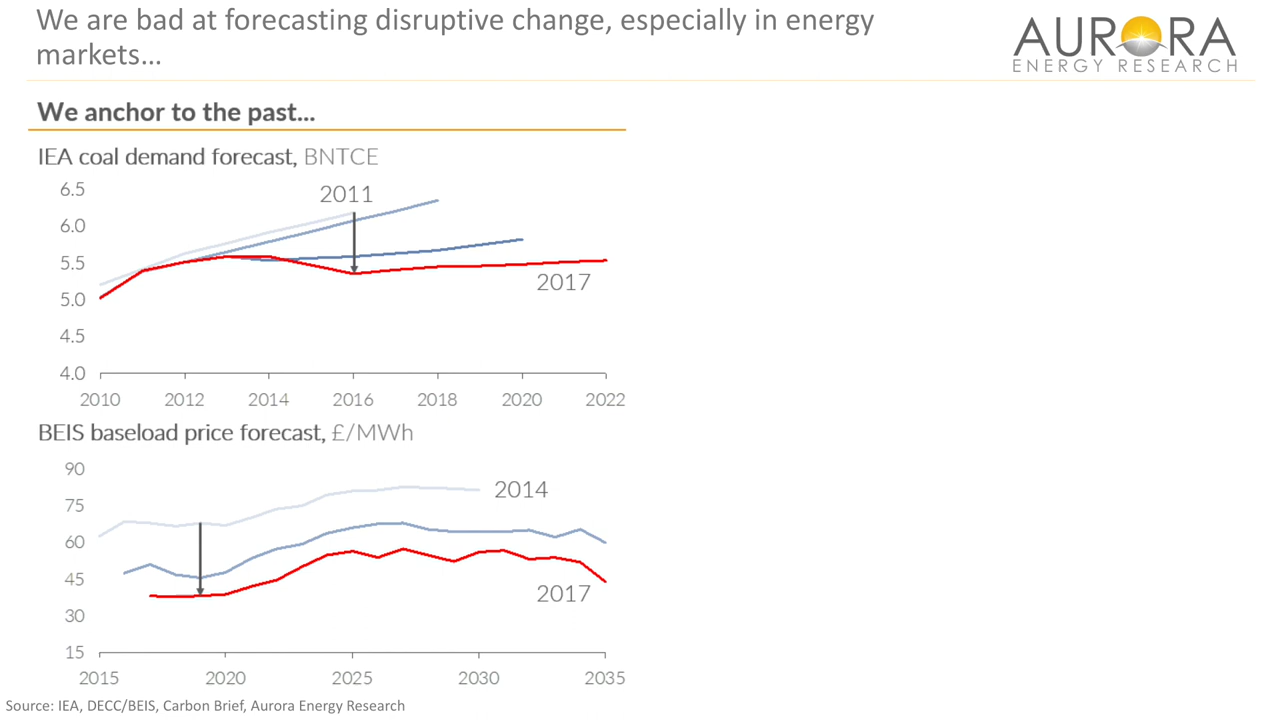 We are bad at forecasting disruptive change, especially in energy
markets...
AURORA
ENERGY RESEARCH
We anchor to the past...
IEA coal demand forecast, BNTCE
6.5
6.0
5.5
5.0
4.5
4.0
2011
2017
2010 2012 2014 2016 2018 2020 2022
BEIS baseload price forecast, £/MWh
90
75
60
45
30
15
2014
2017
2015 2020 2025 2030 2035
Source: IEA, DECC/BEIS, Carbon Brief, Aurora Energy Research